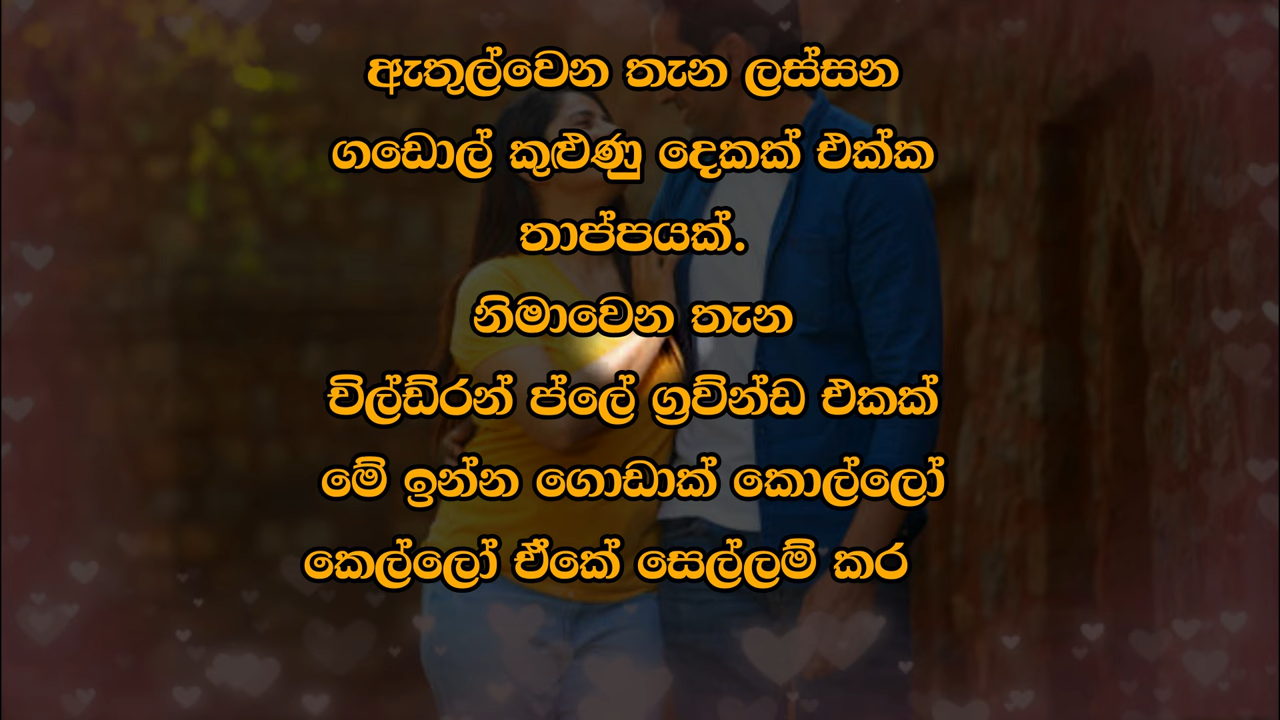 ඇතුල්වෙන තැන ලස්සන
ගඩොල් කුළුණු දෙකක් එක්ක
තාප්පයක්.
නිමාවෙන තැන
චිල්ඩ්රන් ප්ලේ ග්‍රව්න්ඩ එකක්
මේ ඉන්න ගොඩාක් කොල්ලෝ
කෙල්ලෝ ඒකේ සෙල්ලම් කර